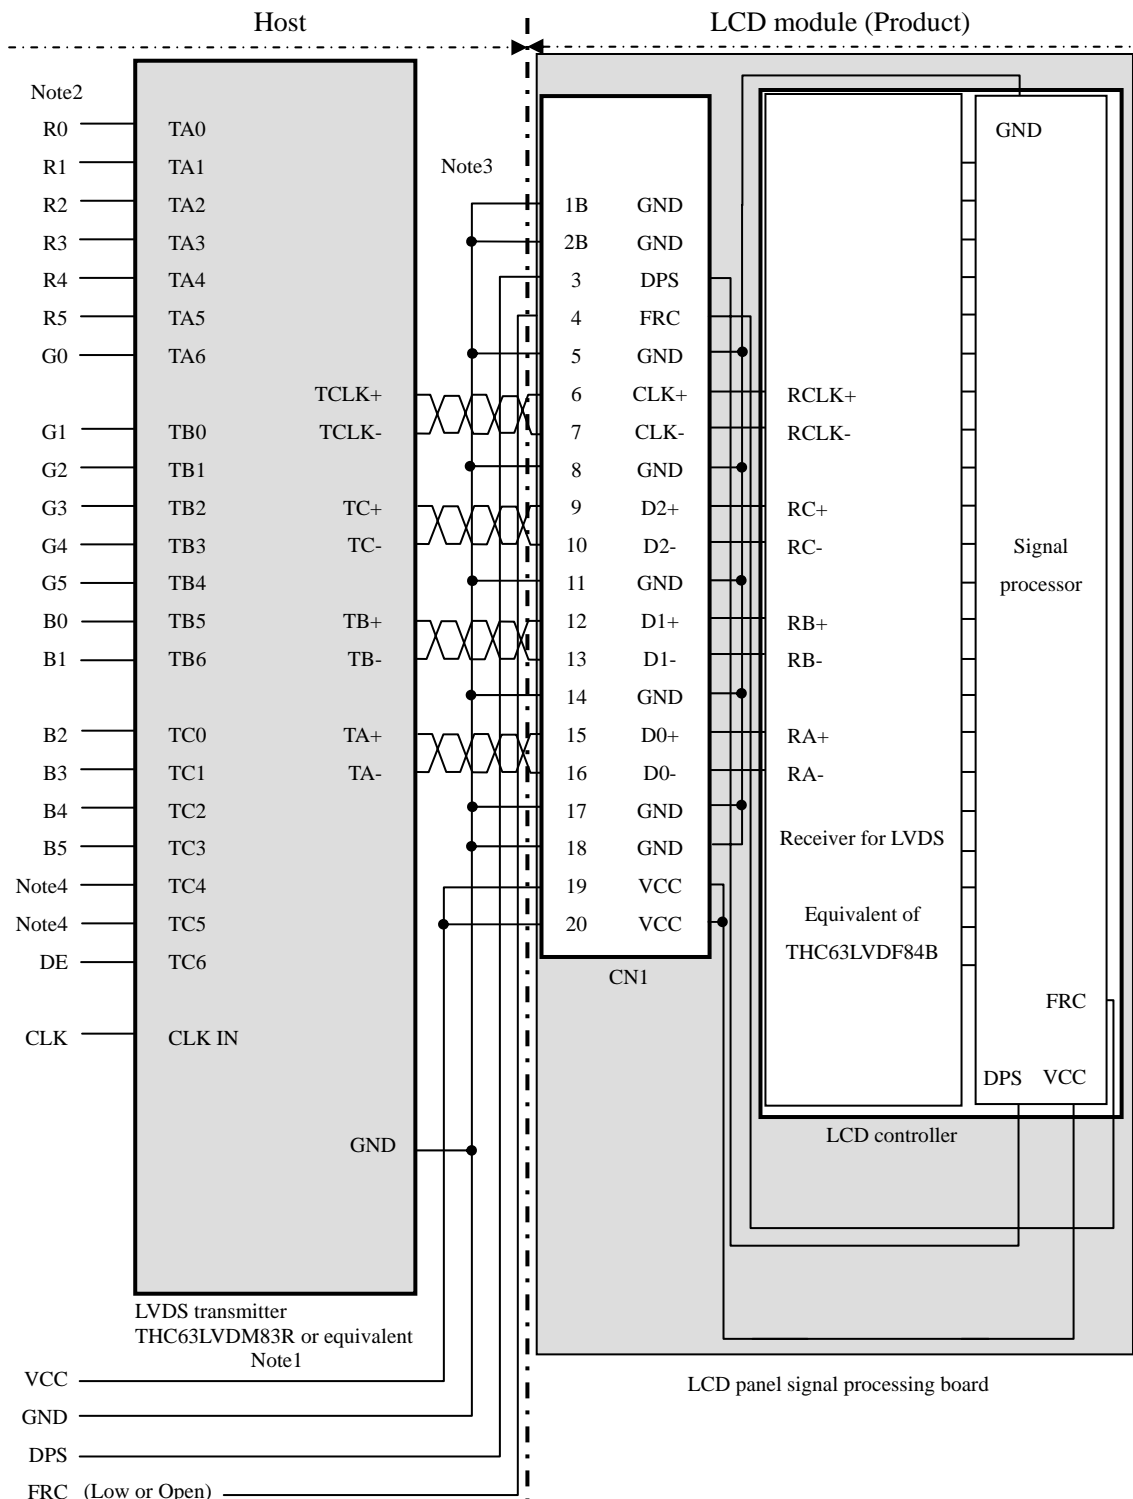 Host
LCD module (Product)
Note2
R0 TA0
R1 TA1
R2 TA2
R3 TA3
R4 TA4
R5 TA5
G0 TA6
TCLK+
G1 TB0 TCLK-
G2 TB1
G3 TB2 TC+
G4 TB3 TC-
G5 TB4
B0 TB5 TB+
B1 TB6 TB-
B2 TC0 TA+
B3 TC1 TA-
B4 TC2
B5 TC3
Note4 TC4
Note4 TC5
DE TC6
CLK CLK IN
GND
LVDS transmitter
THC63LVDM83R or equivalent
Note1
VCC
GND
DPS
FRC (Low or Open)
Note3
1B GND
2B GND
3 DPS
4 FRC
5 GND
6 CLK+
7 CLK-
8 GND
9 D2+
10 D2-
11 GND
12 D1+
13 D1-
14 GND
15 D0+
16 D0-
17 GND
18 GND
19 VCC
20 VCC
CN1
RCLK+
RCLK-
RC+
RC-
RB+
RB-
RA+
RA-
Receiver for LVDS
Equivalent of
THC63LVDF84B
GND
Signal
processor
FRC
DPS VCC
LCD controller
LCD panel signal processing board